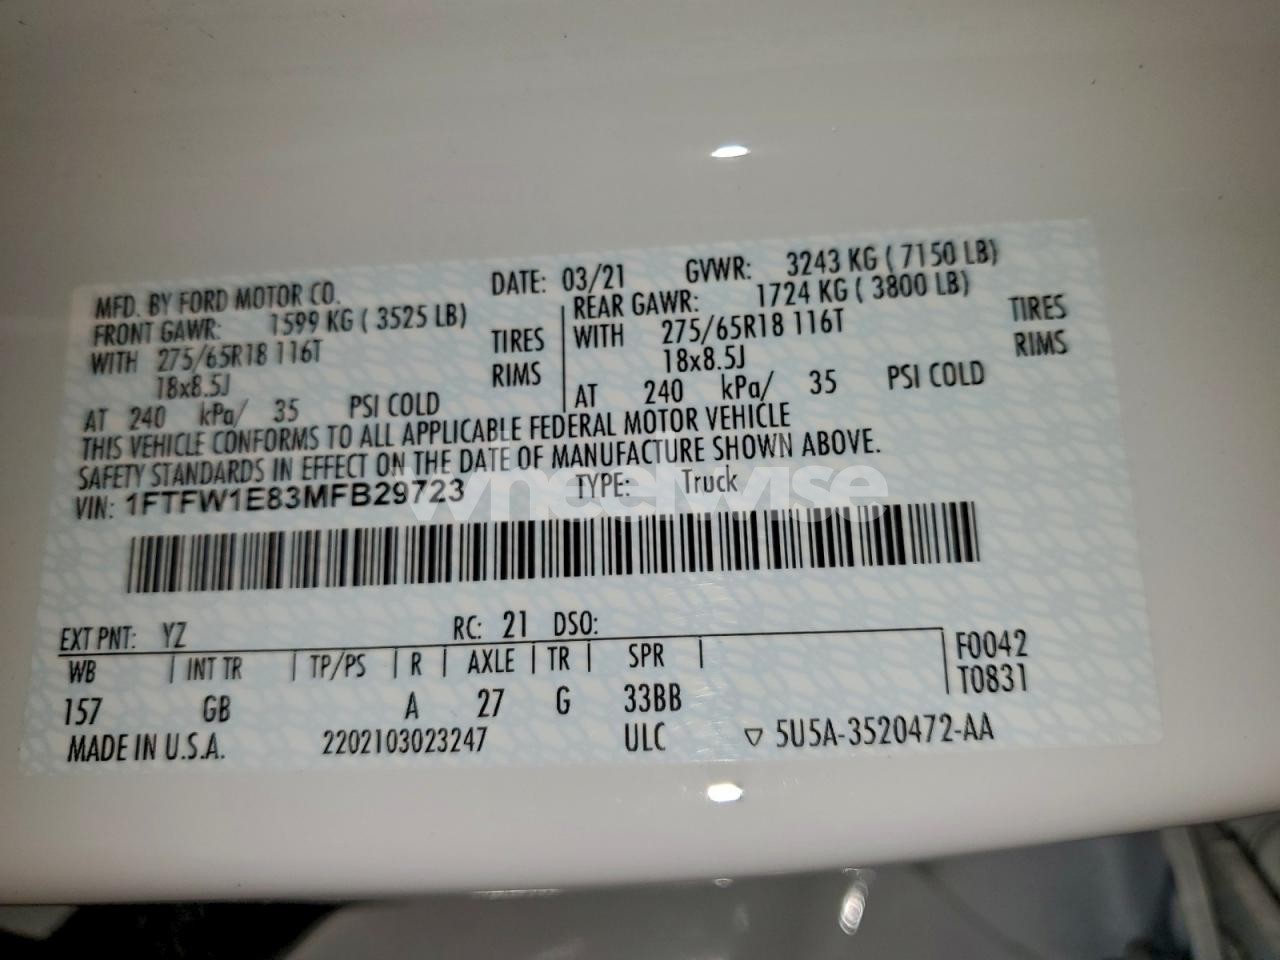 MFD. BY FORD MOTOR CO. DATE: 03/21 GVWR: 3243 KG ( 7150 LB)
FRONT GAWR: 1599 KG ( 3525 LB) REAR GAWR: 1724 KG ( 3800 LB)
WITH 275/65R18 116T TIRES WITH 275/65R18 116T TIRES
18x8.5J RIMS 18x8.5J RIMS
AT 240 kPa/ 35 PSI COLD AT 240 kPa/ 35 PSI COLD
THIS VEHICLE CONFORMS TO ALL APPLICABLE FEDERAL MOTOR VEHICLE
SAFETY STANDARDS IN EFFECT ON THE DATE OF MANUFACTURE SHOWN ABOVE.
VIN: 1FTFW1E83MFB29723 TYPE: Truck
wheelwise
EXT PNT: YZ RC: 21 DSO:
WB INT TR TP/PS R AXLE TR SPR F0042
157 GB A 27 G 33BB T0831
MADE IN U.S.A. 2202103023247 ULC ▽ 5U5A-3520472-AA